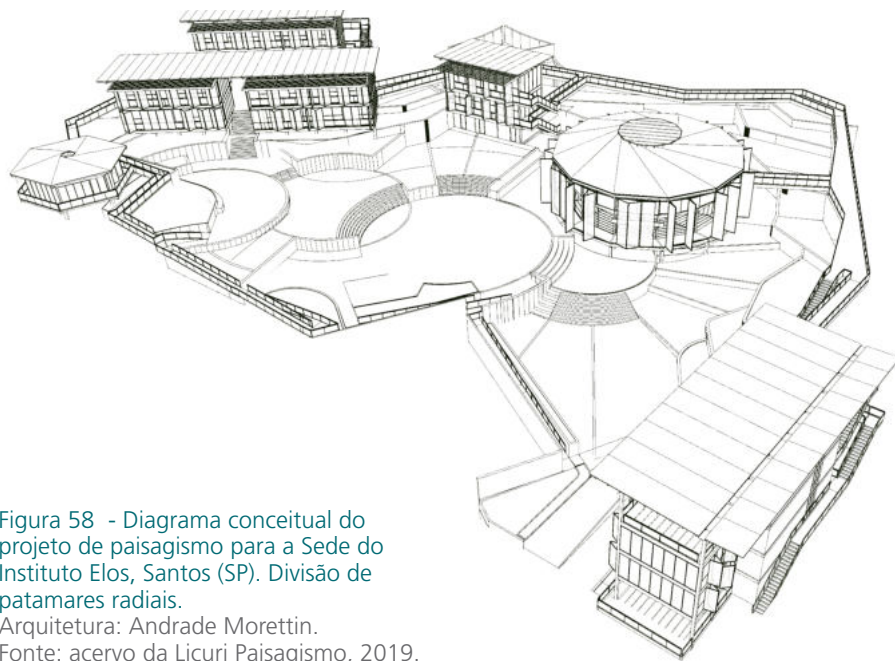 Figura 58 - Diagrama conceitual do
projeto de paisagismo para a Sede do
Instituto Elos, Santos (SP). Divisão de
patamares radiais.
Arquitetura: Andrade Morettin.
Fonte: acervo da Licuri Paisagismo, 2019.